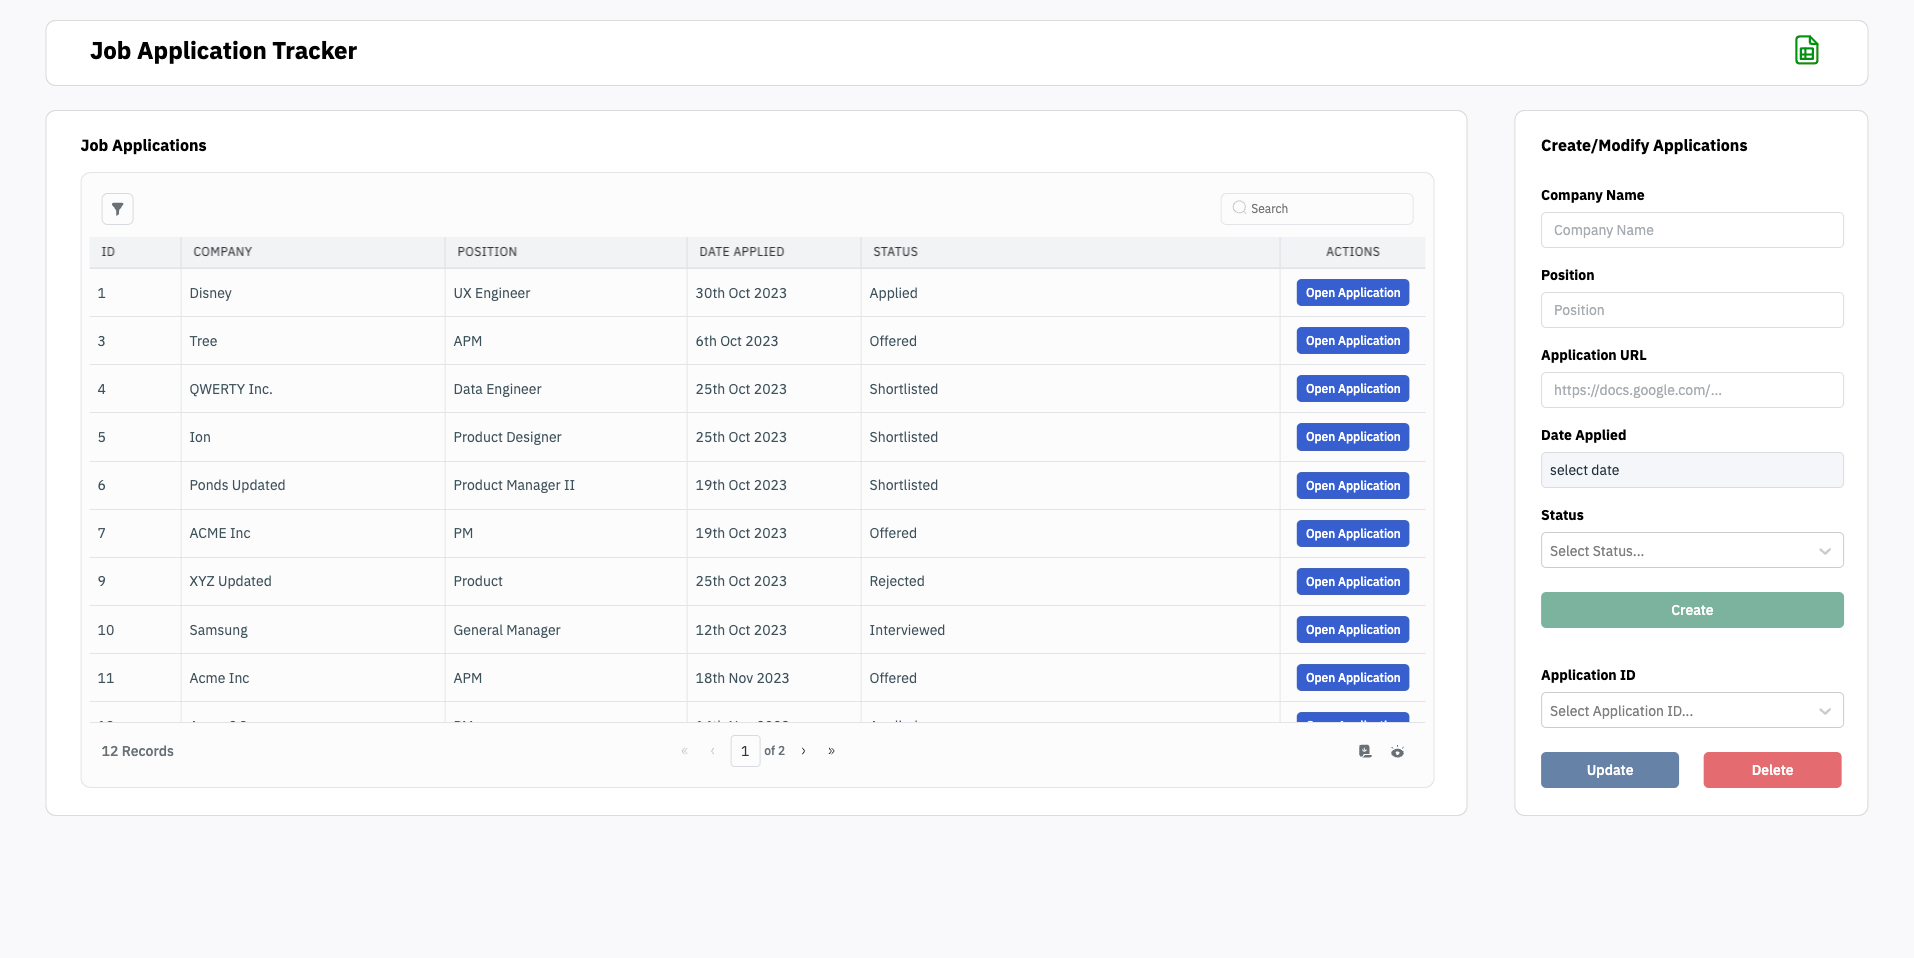 Job Application Tracker
Job Applications
Search
ID COMPANY POSITION DATE APPLIED STATUS ACTIONS
1 Disney UX Engineer 30th Oct 2023 Applied Open Application
3 Tree APM 6th Oct 2023 Offered Open Application
4 QWERTY Inc. Data Engineer 25th Oct 2023 Shortlisted Open Application
5 Ion Product Designer 25th Oct 2023 Shortlisted Open Application
6 Ponds Updated Product Manager II 19th Oct 2023 Shortlisted Open Application
7 ACME Inc PM 19th Oct 2023 Offered Open Application
9 XYZ Updated Product 25th Oct 2023 Rejected Open Application
10 Samsung General Manager 12th Oct 2023 Interviewed Open Application
11 Acme Inc APM 18th Nov 2023 Offered Open Application
12 Records « ‹ 1 of 2 › »
Create/Modify Applications
Company Name
Company Name
Position
Position
Application URL
https://docs.google.com/...
Date Applied
select date
Status
Select Status...
Create
Application ID
Select Application ID...
Update Delete